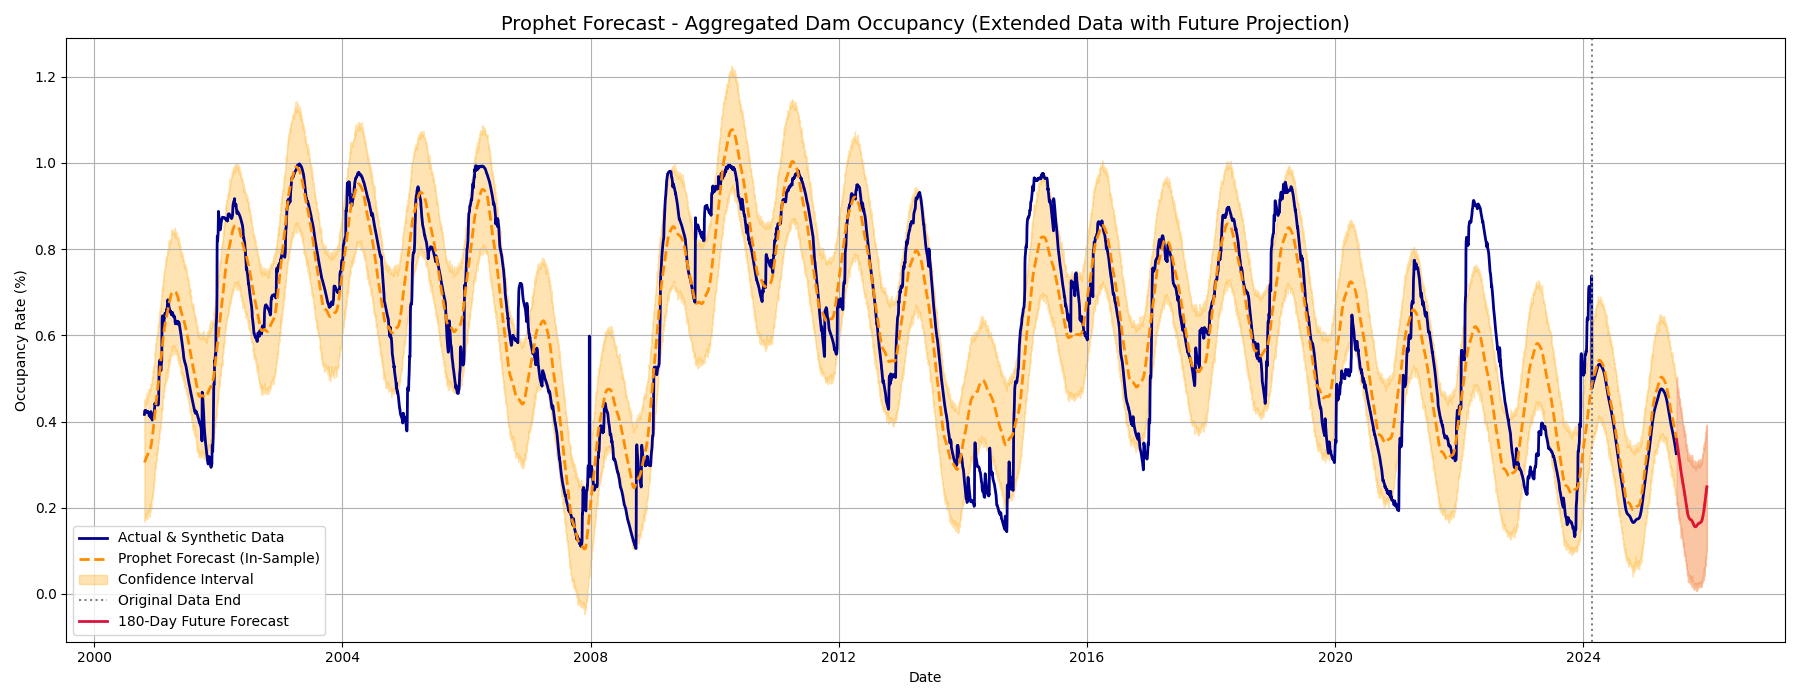 Prophet Forecast - Aggregated Dam Occupancy (Extended Data with Future Projection)
Occupancy Rate (%)
1.2
1.0
0.8
0.6
0.4
0.2
0.0
Actual & Synthetic Data
Prophet Forecast (In-Sample)
Confidence Interval
Original Data End
180-Day Future Forecast
2000 2004 2008 2012 2016 2020 2024
Date